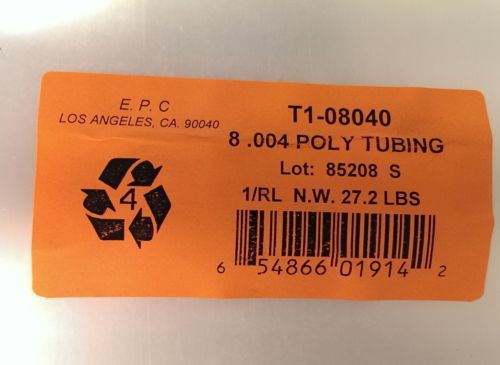 E. P. C
LOS ANGELES, CA. 90040
4
T1-08040
8 .004 POLY TUBING
Lot: 85208 S
1/RL N.W. 27.2 LBS
6 54866 01914 2